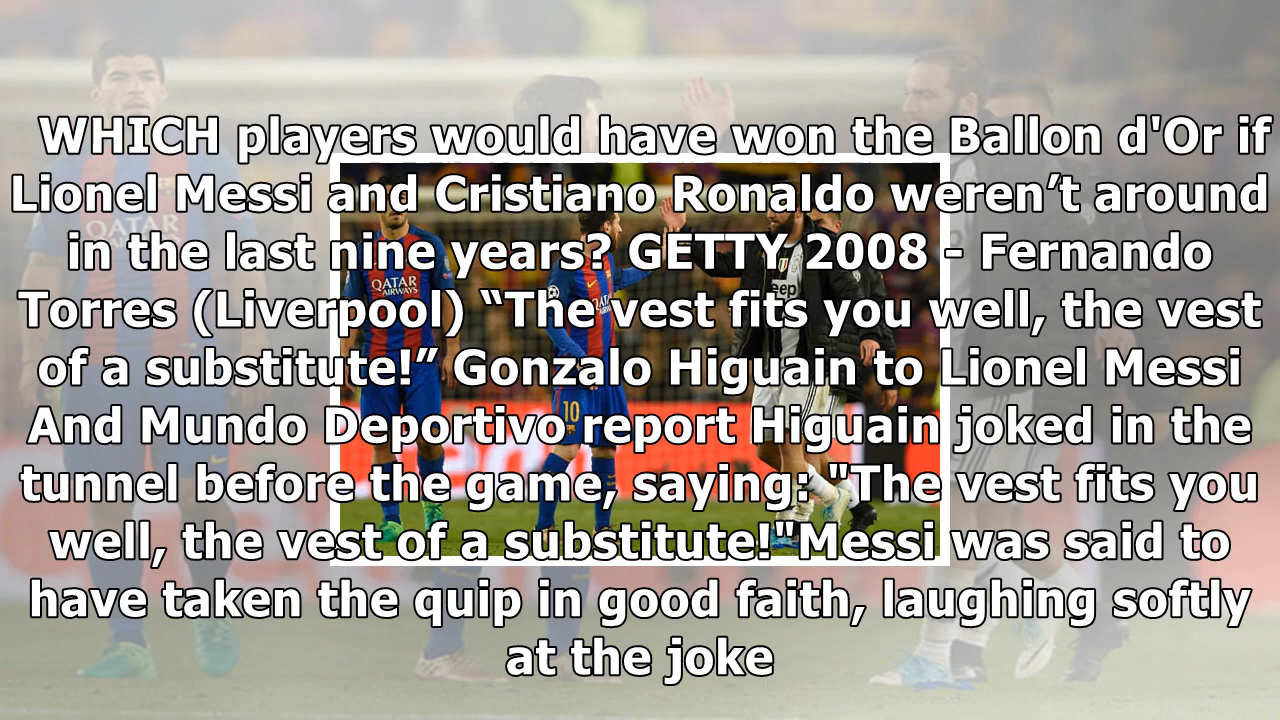 WHICH players would have won the Ballon d'Or if
Lionel Messi and Cristiano Ronaldo weren’t around
in the last nine years? GETTY 2008 - Fernando
Torres (Liverpool) “The vest fits you well, the vest
of a substitute!” Gonzalo Higuain to Lionel Messi
And Mundo Deportivo report Higuain joked in the
tunnel before the game, saying: "The vest fits you
well, the vest of a substitute!"Messi was said to
have taken the quip in good faith, laughing softly
at the joke
QATAR
QATAR
AIRWAYS
10